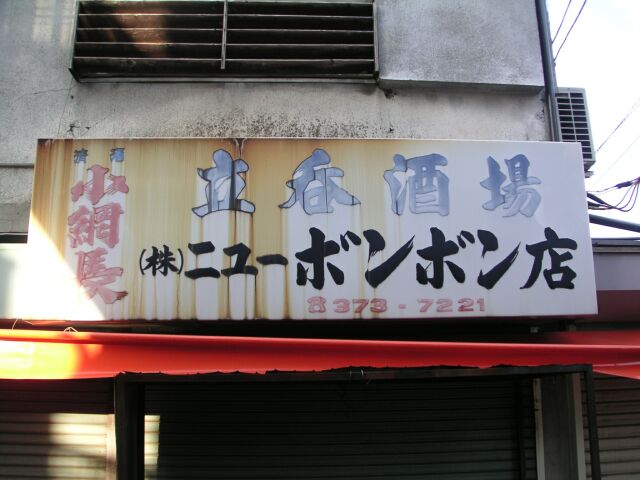 立呑酒場
清酒
小網長
(株)ニューボンボン店
☎373-7221